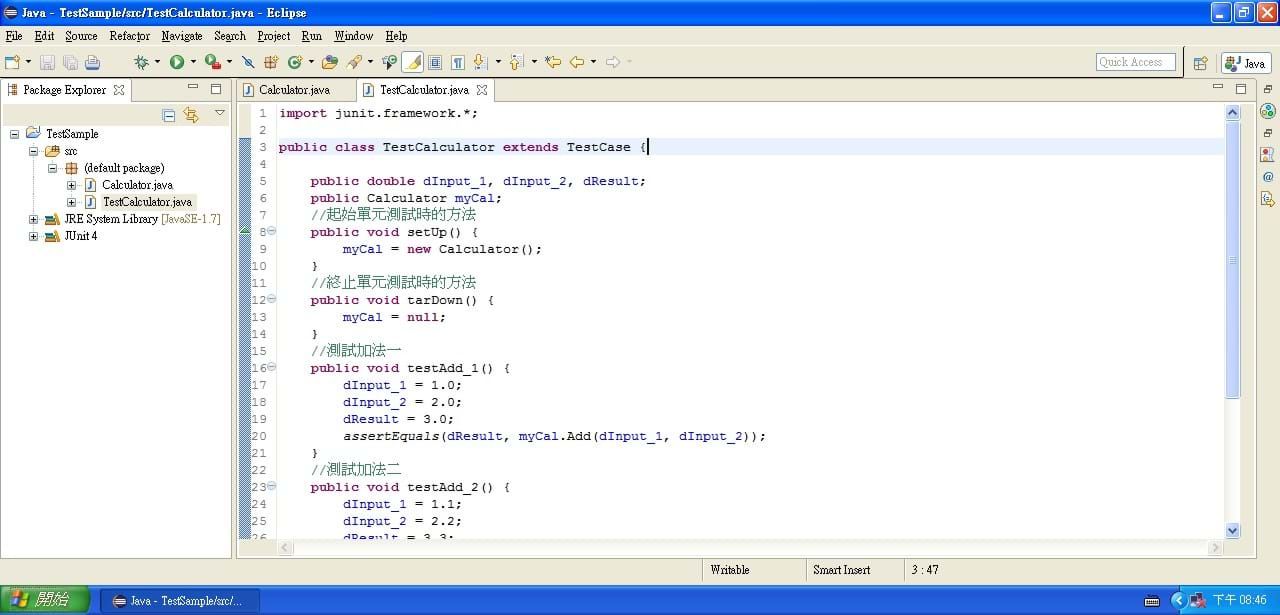 Java - TestSample/src/TestCalculator.java - Eclipse
File Edit Source Refactor Navigate Search Project Run Window Help
Quick Access
Java
Package Explorer
Calculator.java
TestCalculator.java
TestSample
src
(default package)
Calculator.java
TestCalculator.java
JRE System Library [JavaSE-1.7]
JUnit 4
1 import junit.framework.*;
2
3 public class TestCalculator extends TestCase {
4
5 public double dInput_1, dInput_2, dResult;
6 public Calculator myCal;
7 //起始單元測試時的方法
8 public void setUp() {
9 myCal = new Calculator();
10 }
11 //終止單元測試時的方法
12 public void tarDown() {
13 myCal = null;
14 }
15 //測試加法一
16 public void testAdd_1() {
17 dInput_1 = 1.0;
18 dInput_2 = 2.0;
19 dResult = 3.0;
20 assertEquals(dResult, myCal.Add(dInput_1, dInput_2));
21 }
22 //測試加法二
23 public void testAdd_2() {
24 dInput_1 = 1.1;
25 dInput_2 = 2.2;
26 dResult = 3.3;
Writable Smart Insert 3 : 47
開始 Java - TestSample/src/... 下午 08:46